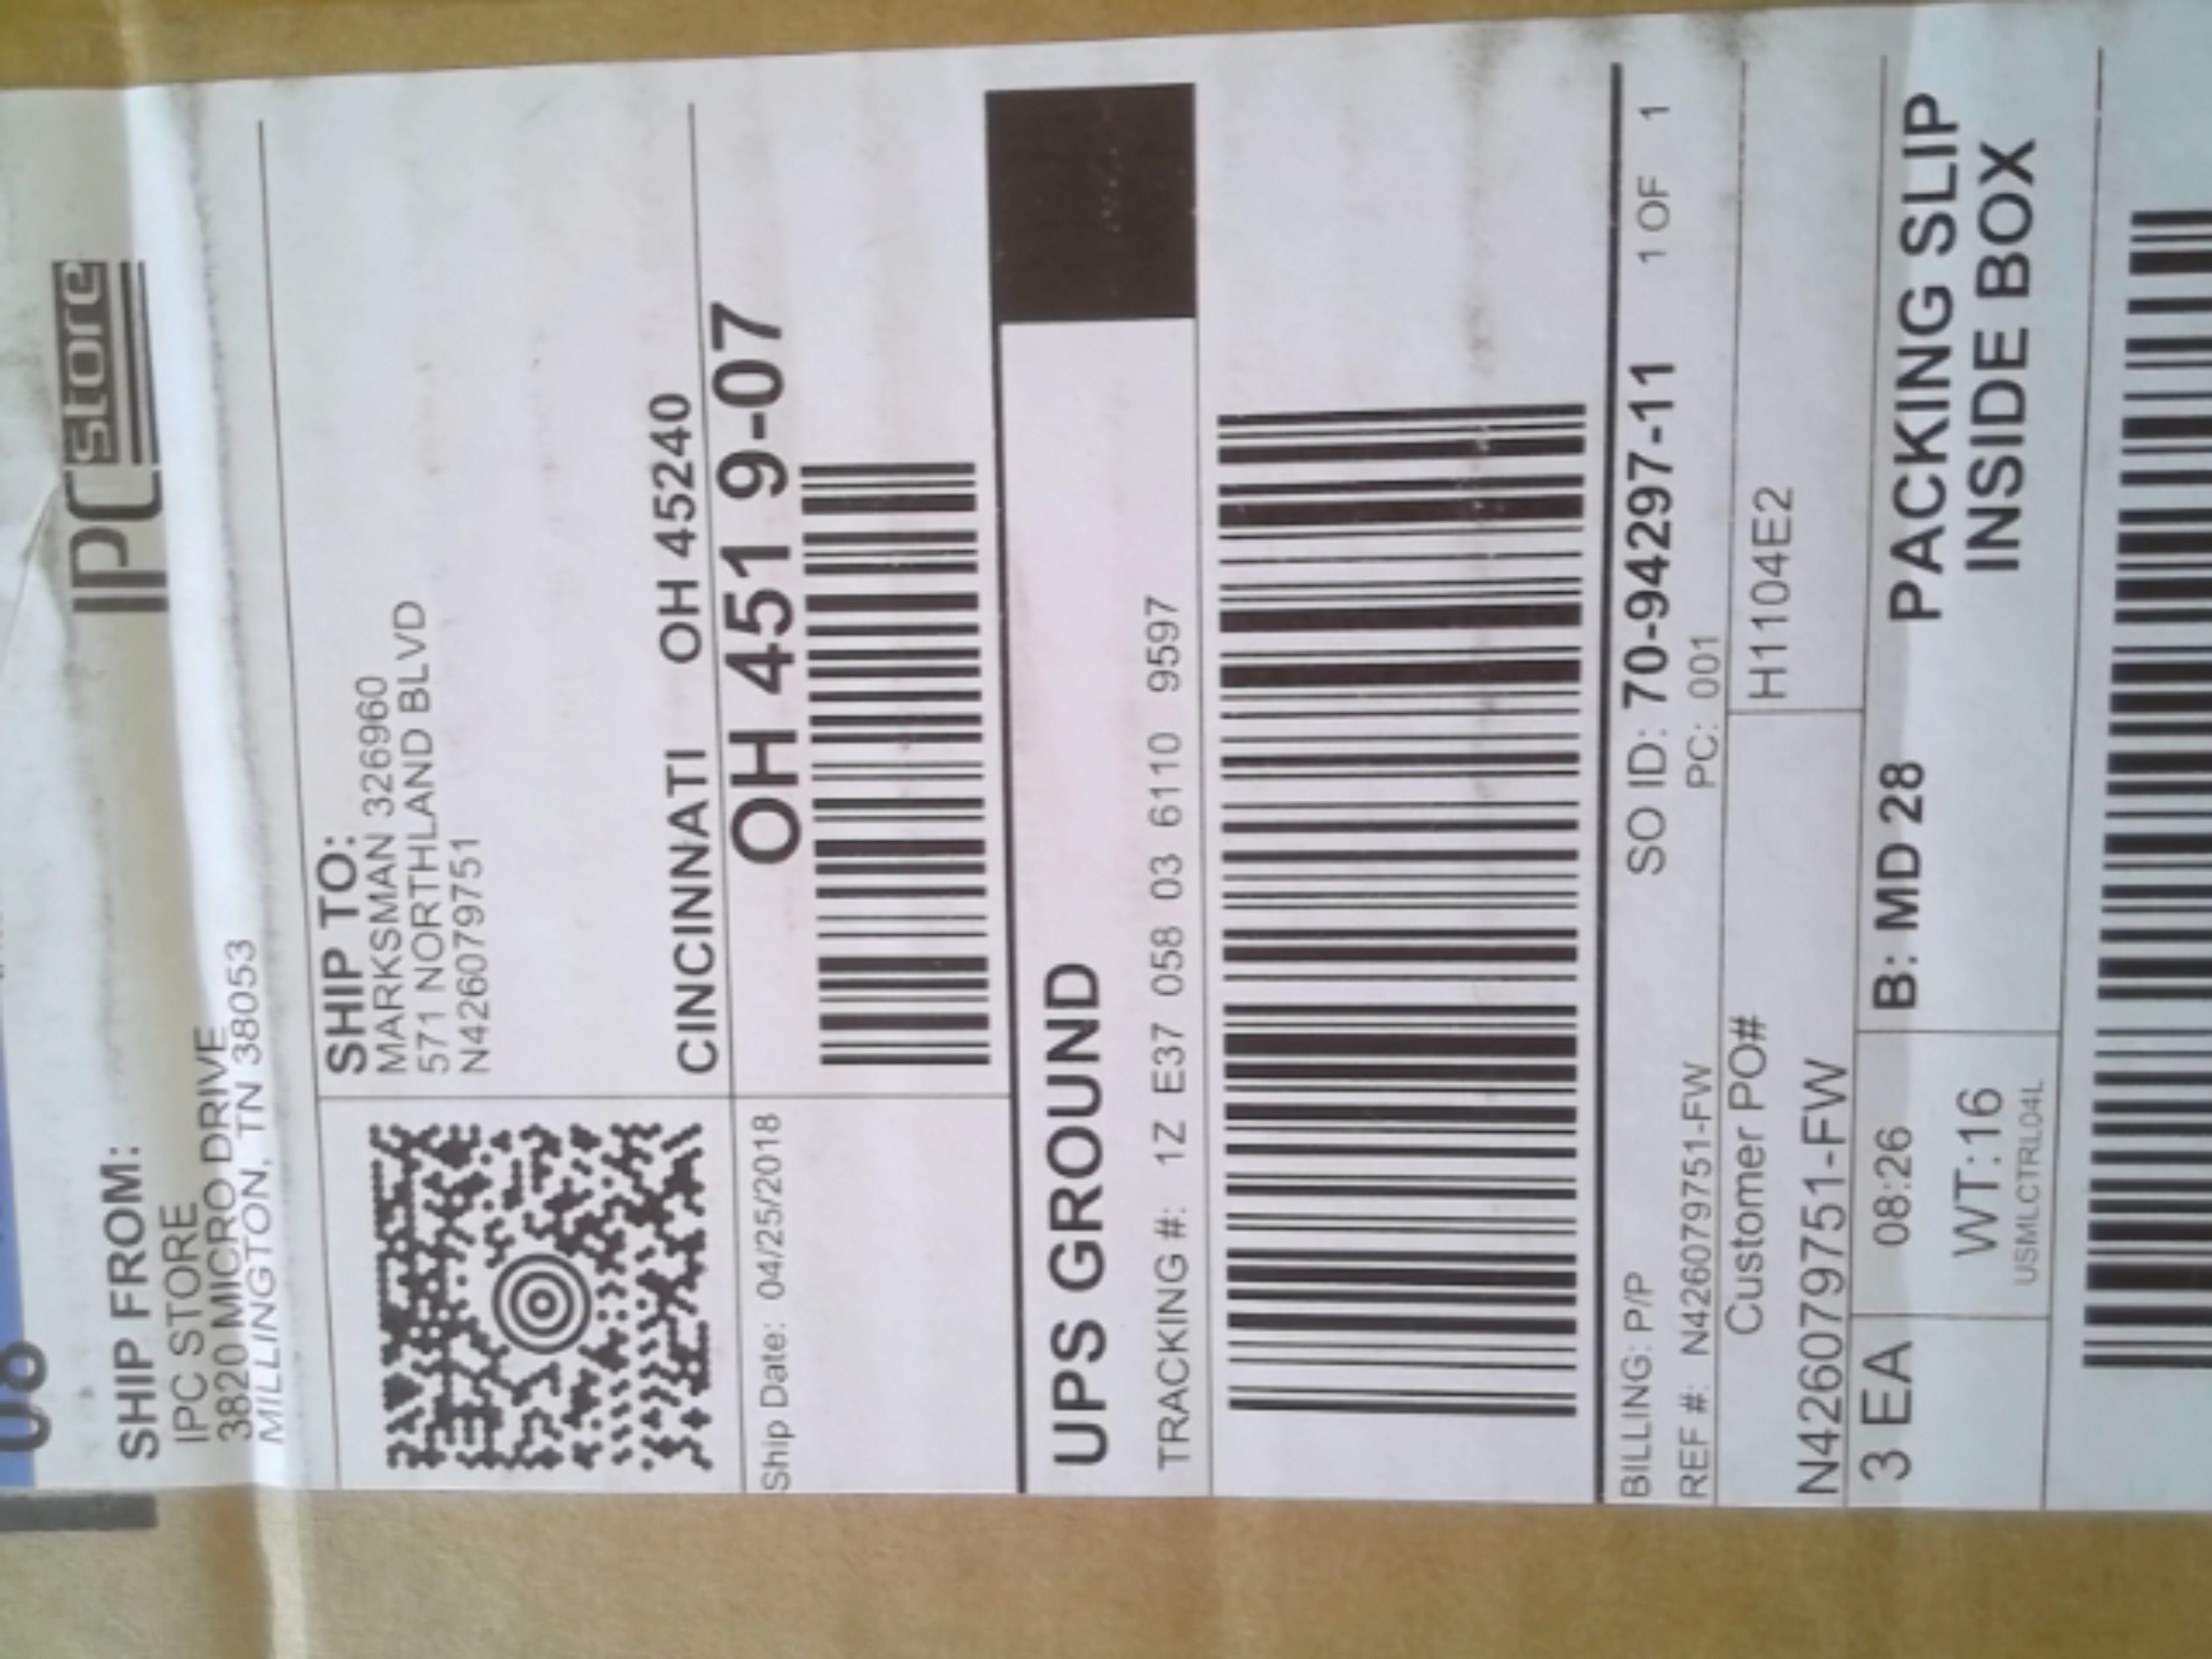 IPC store
SHIP FROM:
IPC STORE
3820 MICRO DRIVE
MILLINGTON, TN 38053
SHIP TO:
MARKSMAN 326960
571 NORTHLAND BLVD
N426079751
CINCINNATI OH 45240
OH 451 9-07
Ship Date: 04/25/2018
UPS GROUND
TRACKING #: 1Z E37 058 03 6110 9597
BILLING: P/P
SO ID: 70-94297-11 1 OF 1
REF #: N426079751-FW PC: 001
Customer PO#
N426079751-FW
H1104E2
3 EA
08:26
WT:16
USMLCTRL04L
B: MD 28
PACKING SLIP
INSIDE BOX